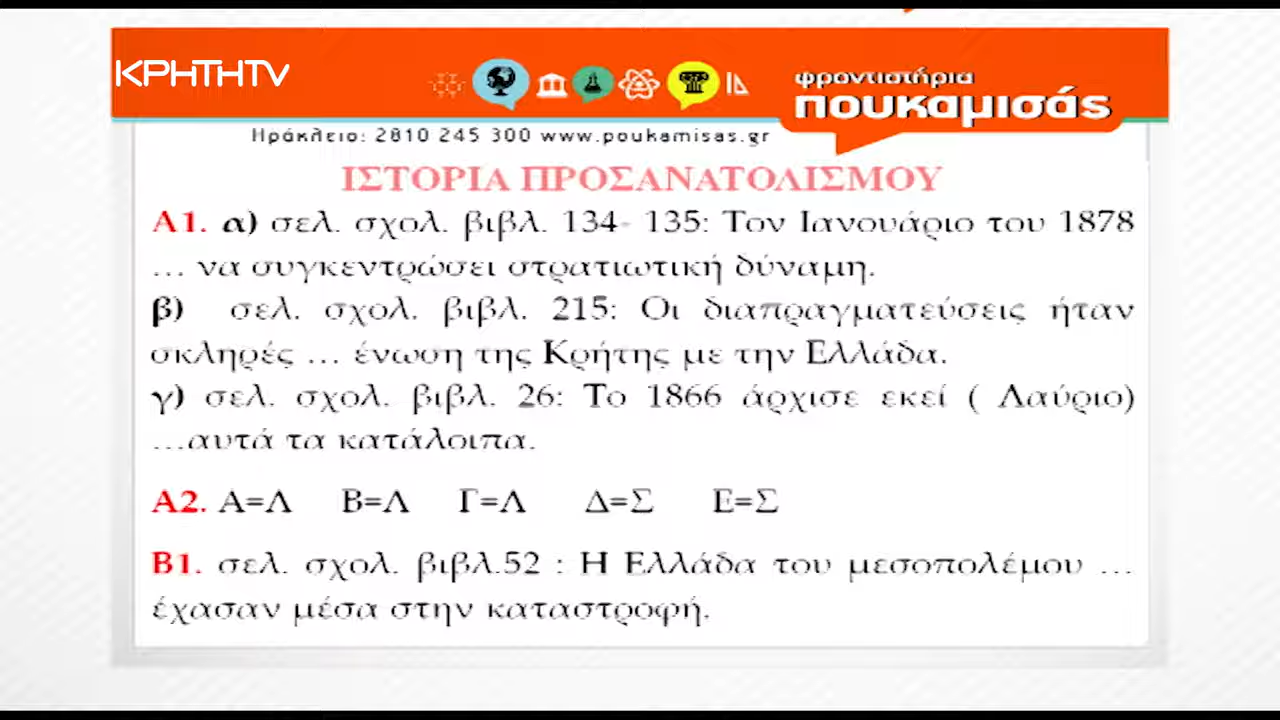 ΚΡΗΤΗTV
φροντιστήρια
πουκαμισάς
Ηράκλειο: 2810 245 300 www.poukamisas.gr
ΙΣΤΟΡΙΑ ΠΡΟΣΑΝΑΤΟΛΙΣΜΟΥ
Α1. α) σελ. σχολ. βιβλ. 134- 135: Τον Ιανουάριο του 1878
… να συγκεντρώσει στρατιωτική δύναμη.
β) σελ. σχολ. βιβλ. 215: Οι διαπραγματεύσεις ήταν
σκληρές … ένωση της Κρήτης με την Ελλάδα.
γ) σελ. σχολ. βιβλ. 26: Το 1866 άρχισε εκεί ( Λαύριο)
…αυτά τα κατάλοιπα.
Α2. Α=Λ Β=Λ Γ=Λ Δ=Σ Ε=Σ
Β1. σελ. σχολ. βιβλ.52 : Η Ελλάδα του μεσοπολέμου …
έχασαν μέσα στην καταστροφή.